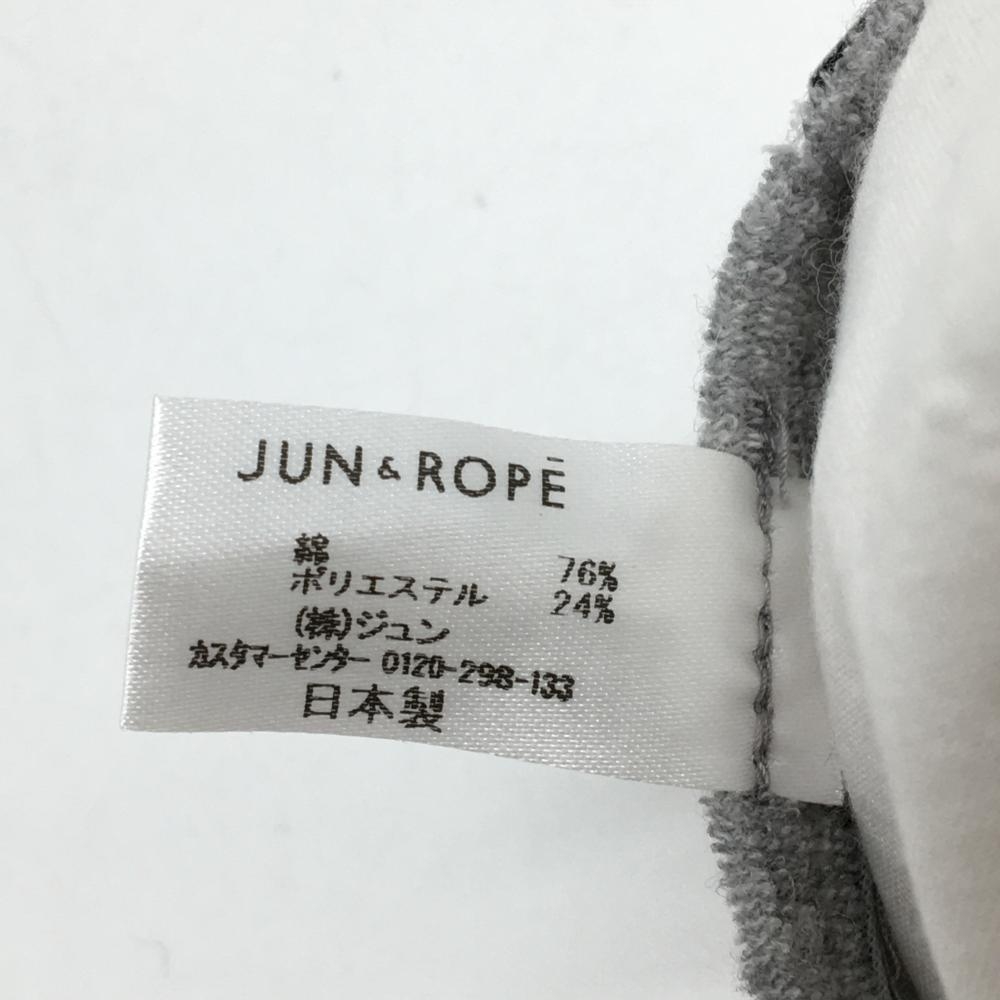 JUN & ROPĒ
綿 76%
ポリエステル 24%
(株)ジュン
カスタマーセンター 0120-298-133
日本製